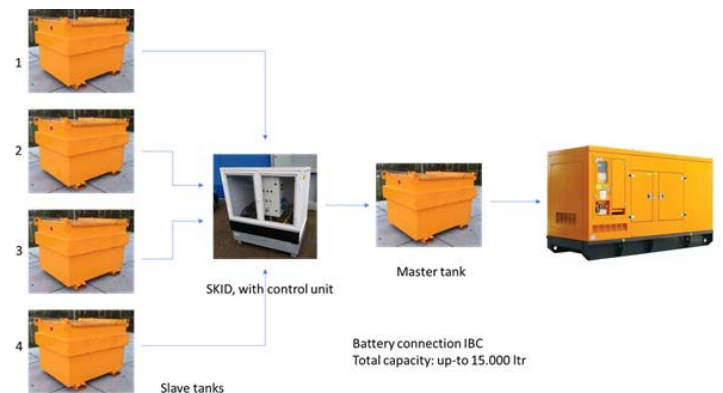 1
2
3
4
SKID, with control unit
Master tank
Slave tanks
Battery connection IBC
Total capacity: up-to 15.000 ltr